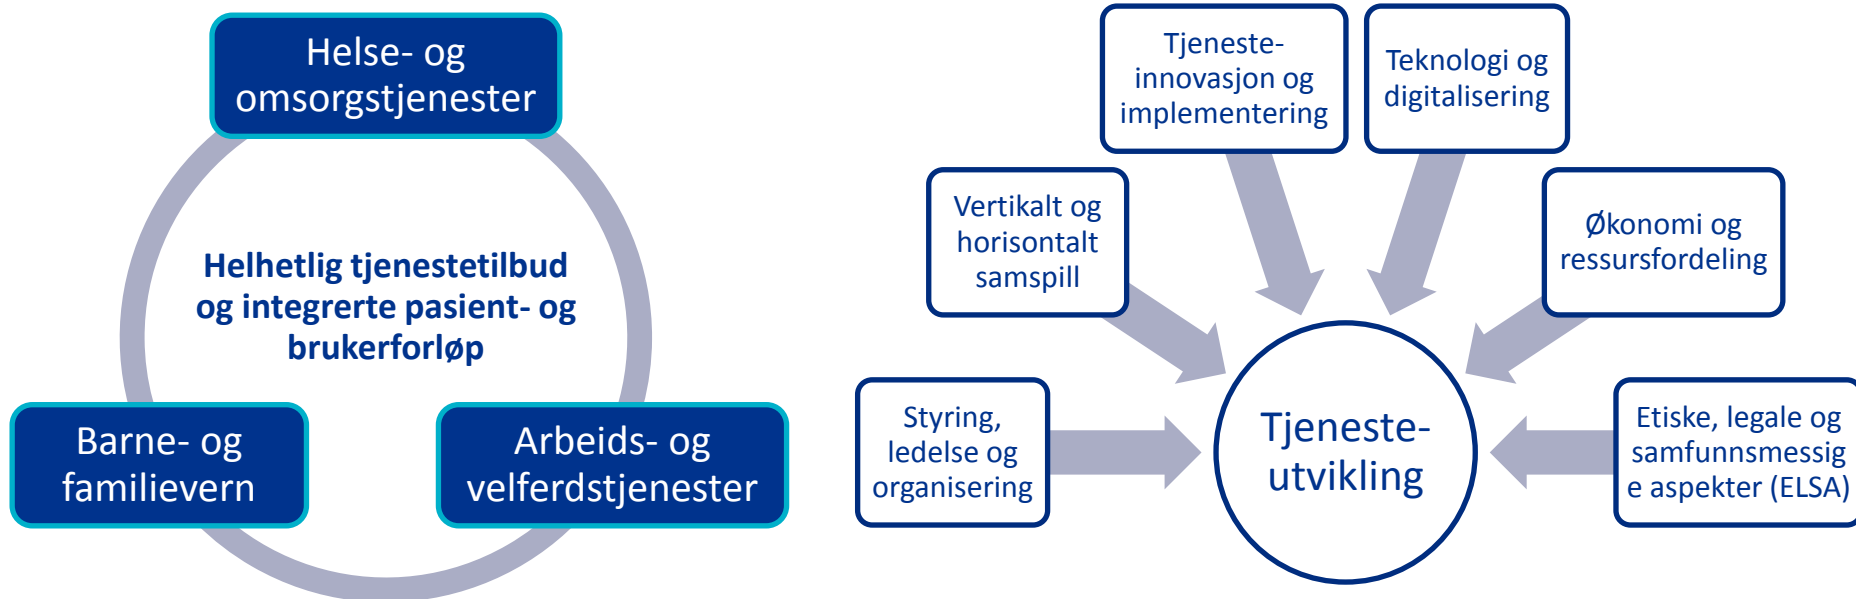 Helse- og
omsorgstjenester
Helhetlig tjenestetilbud
og integrerte pasient- og
brukerforløp
Barne- og
familievern
Arbeids- og
velferdstjenester
Styring,
ledelse og
organisering
Vertikalt og
horisontalt
samspill
Tjeneste-
innovasjon og
implementering
Teknologi og
digitalisering
Økonomi og
ressursfordeling
Etiske, legale og
samfunnsmessig
e aspekter (ELSA)
Tjeneste-
utvikling